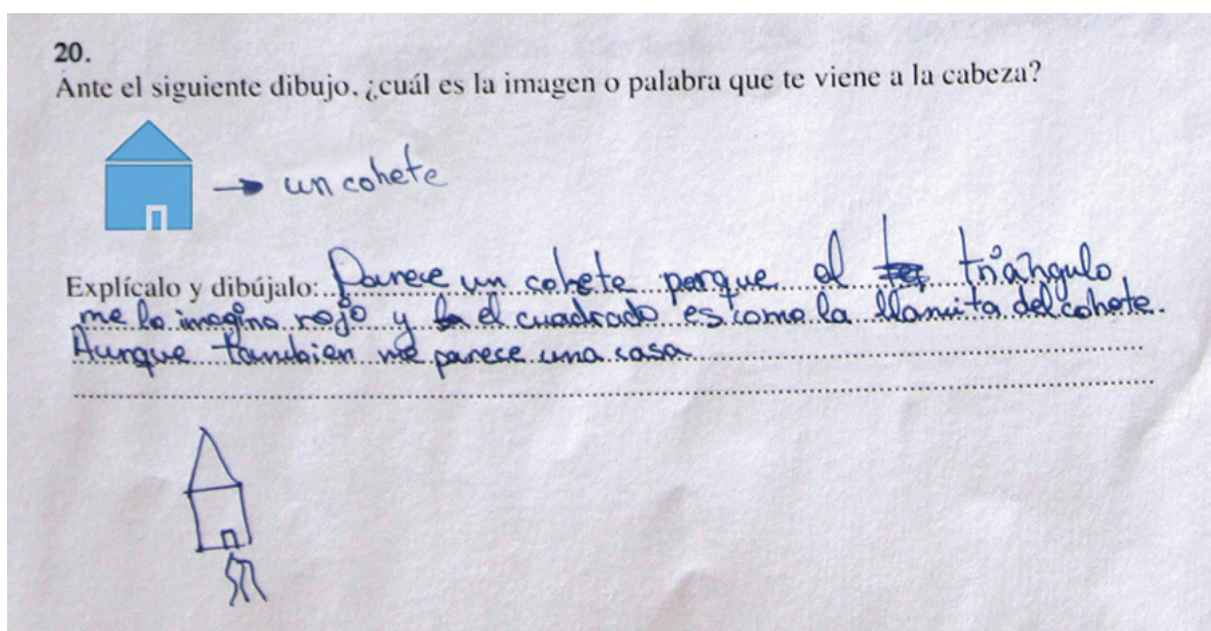 20.
Ante el siguiente dibujo, ¿cuál es la imagen o palabra que te viene a la cabeza?
un cohete
Explícalo y dibújalo: Parece un cohete porque el triángulo,
me lo imagino rojo y el cuadrado es como la llamita del cohete.
Aunque tambien me parece una casa